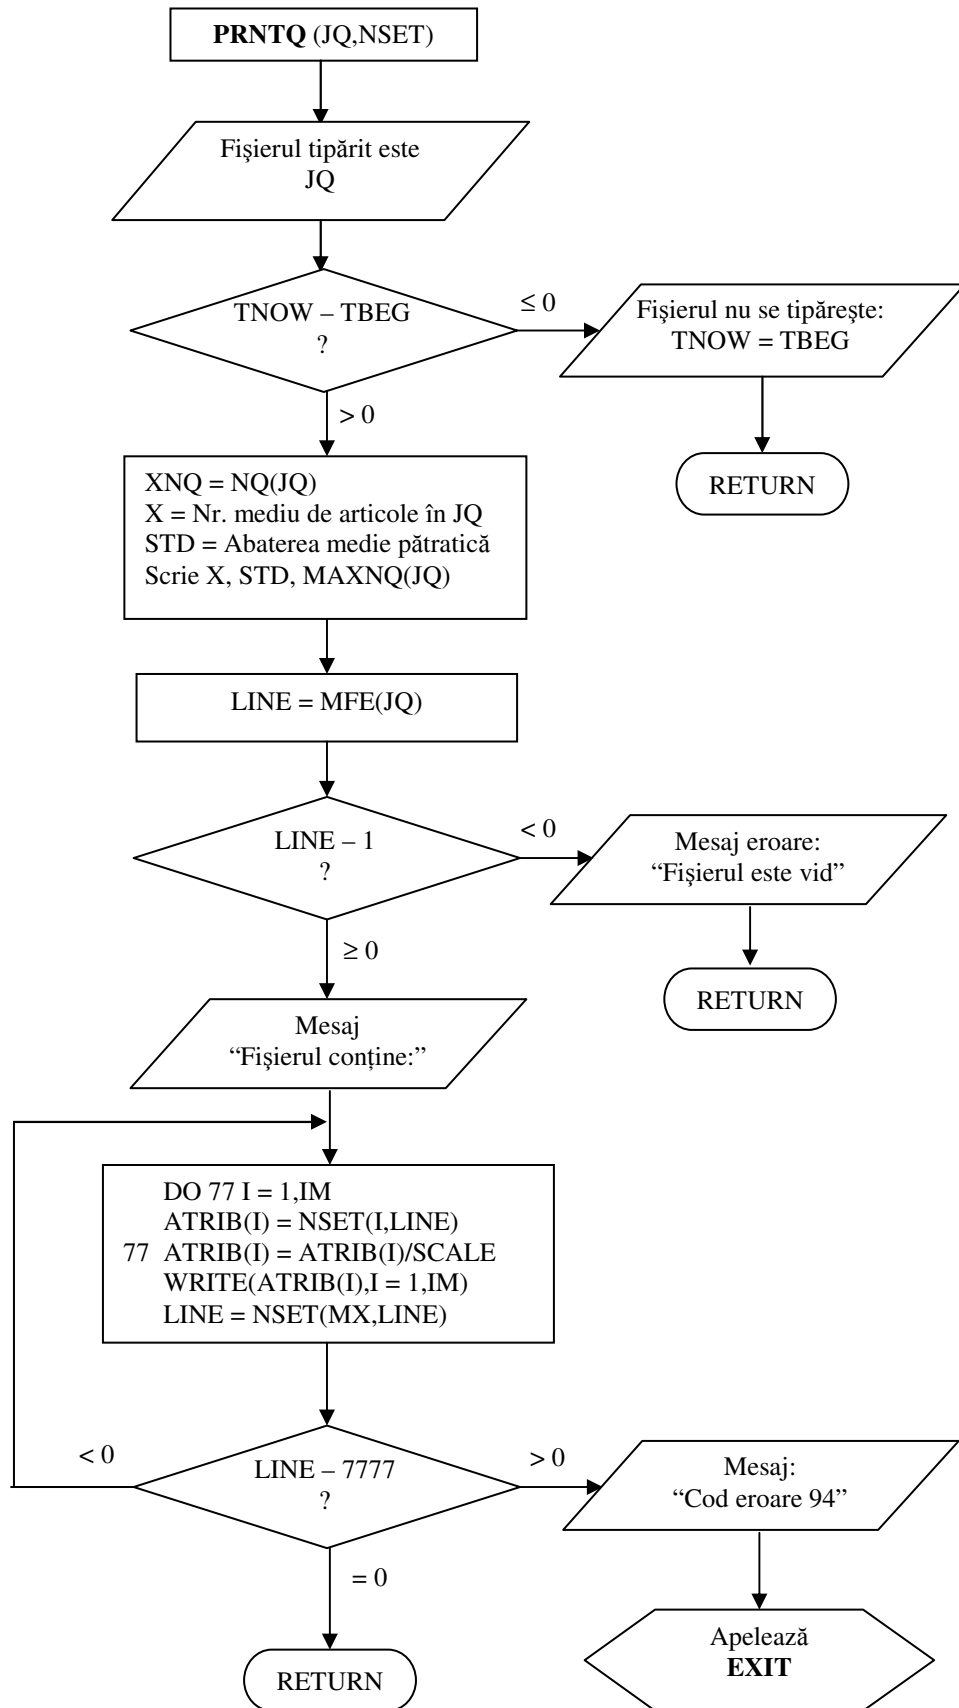 PRNTQ (JQ,NSET)
Fişierul tipărit este
JQ
TNOW – TBEG
?
≤ 0
Fişierul nu se tipăreşte:
TNOW = TBEG
RETURN
> 0
XNQ = NQ(JQ)
X = Nr. mediu de articole în JQ
STD = Abaterea medie pătratică
Scrie X, STD, MAXNQ(JQ)
LINE = MFE(JQ)
LINE – 1
?
< 0
Mesaj eroare:
“Fişierul este vid”
RETURN
≥ 0
Mesaj
“Fişierul conţine:”
DO 77 I = 1,IM
ATRIB(I) = NSET(I,LINE)
77 ATRIB(I) = ATRIB(I)/SCALE
WRITE(ATRIB(I),I = 1,IM)
LINE = NSET(MX,LINE)
< 0
LINE – 7777
?
> 0
Mesaj:
“Cod eroare 94”
= 0
RETURN
Apelează
EXIT